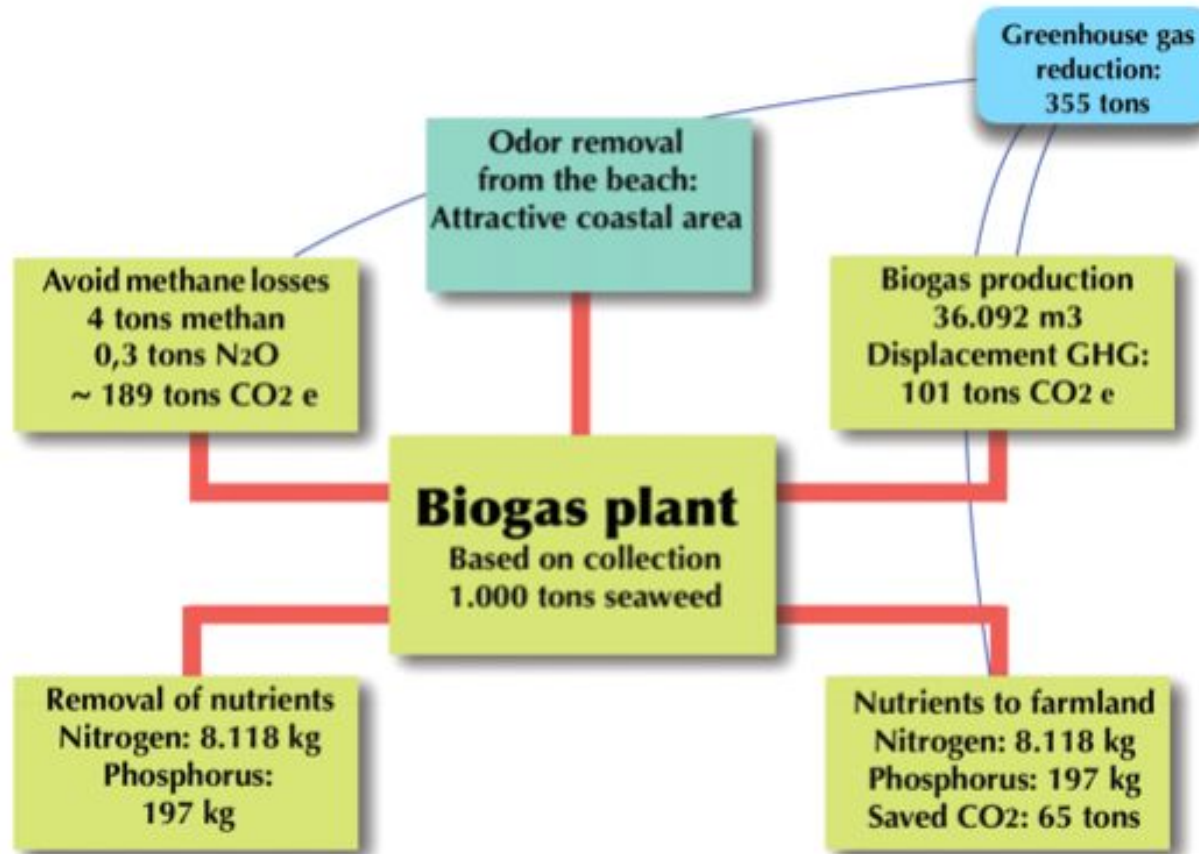 Greenhouse gas
reduction:
355 tons
Odor removal
from the beach:
Attractive coastal area
Avoid methane losses
4 tons methan
0,3 tons N2O
~ 189 tons CO2 e
Biogas production
36.092 m3
Displacement GHG:
101 tons CO2 e
Biogas plant
Based on collection
1.000 tons seaweed
Removal of nutrients
Nitrogen: 8.118 kg
Phosphorus:
197 kg
Nutrients to farmland
Nitrogen: 8.118 kg
Phosphorus: 197 kg
Saved CO2: 65 tons